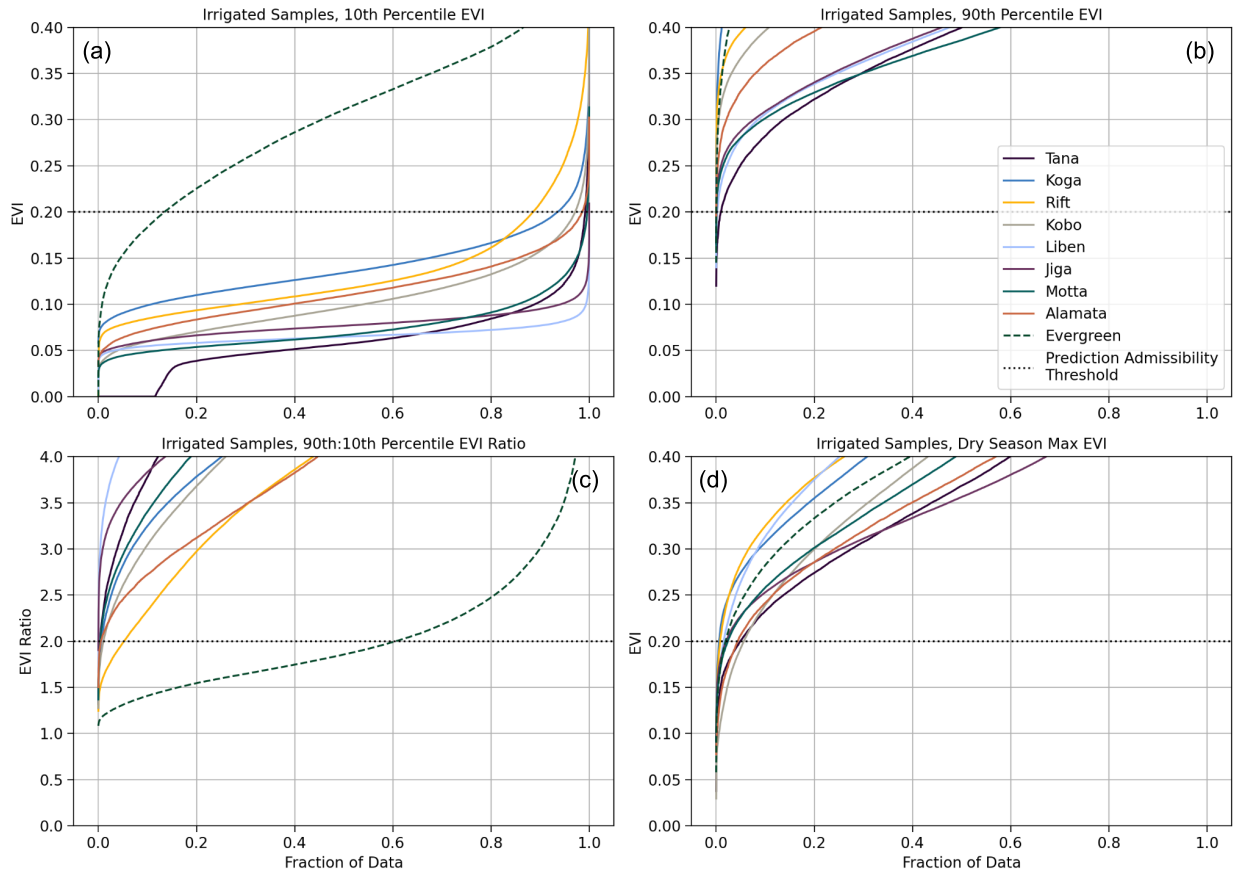 Irrigated Samples, 10th Percentile EVI
(a)
EVI
0.40
0.35
0.30
0.25
0.20
0.15
0.10
0.05
0.00
0.0 0.2 0.4 0.6 0.8 1.0
Irrigated Samples, 90th Percentile EVI
(b)
EVI
0.40
0.35
0.30
0.25
0.20
0.15
0.10
0.05
0.00
0.0 0.2 0.4 0.6 0.8 1.0
Tana
Koga
Rift
Kobo
Liben
Jiga
Motta
Alamata
Evergreen
Prediction Admissibility
Threshold
Irrigated Samples, 90th:10th Percentile EVI Ratio
(c)
EVI Ratio
4.0
3.5
3.0
2.5
2.0
1.5
1.0
0.5
0.0
0.0 0.2 0.4 0.6 0.8 1.0
Fraction of Data
Irrigated Samples, Dry Season Max EVI
(d)
EVI
0.40
0.35
0.30
0.25
0.20
0.15
0.10
0.05
0.00
0.0 0.2 0.4 0.6 0.8 1.0
Fraction of Data